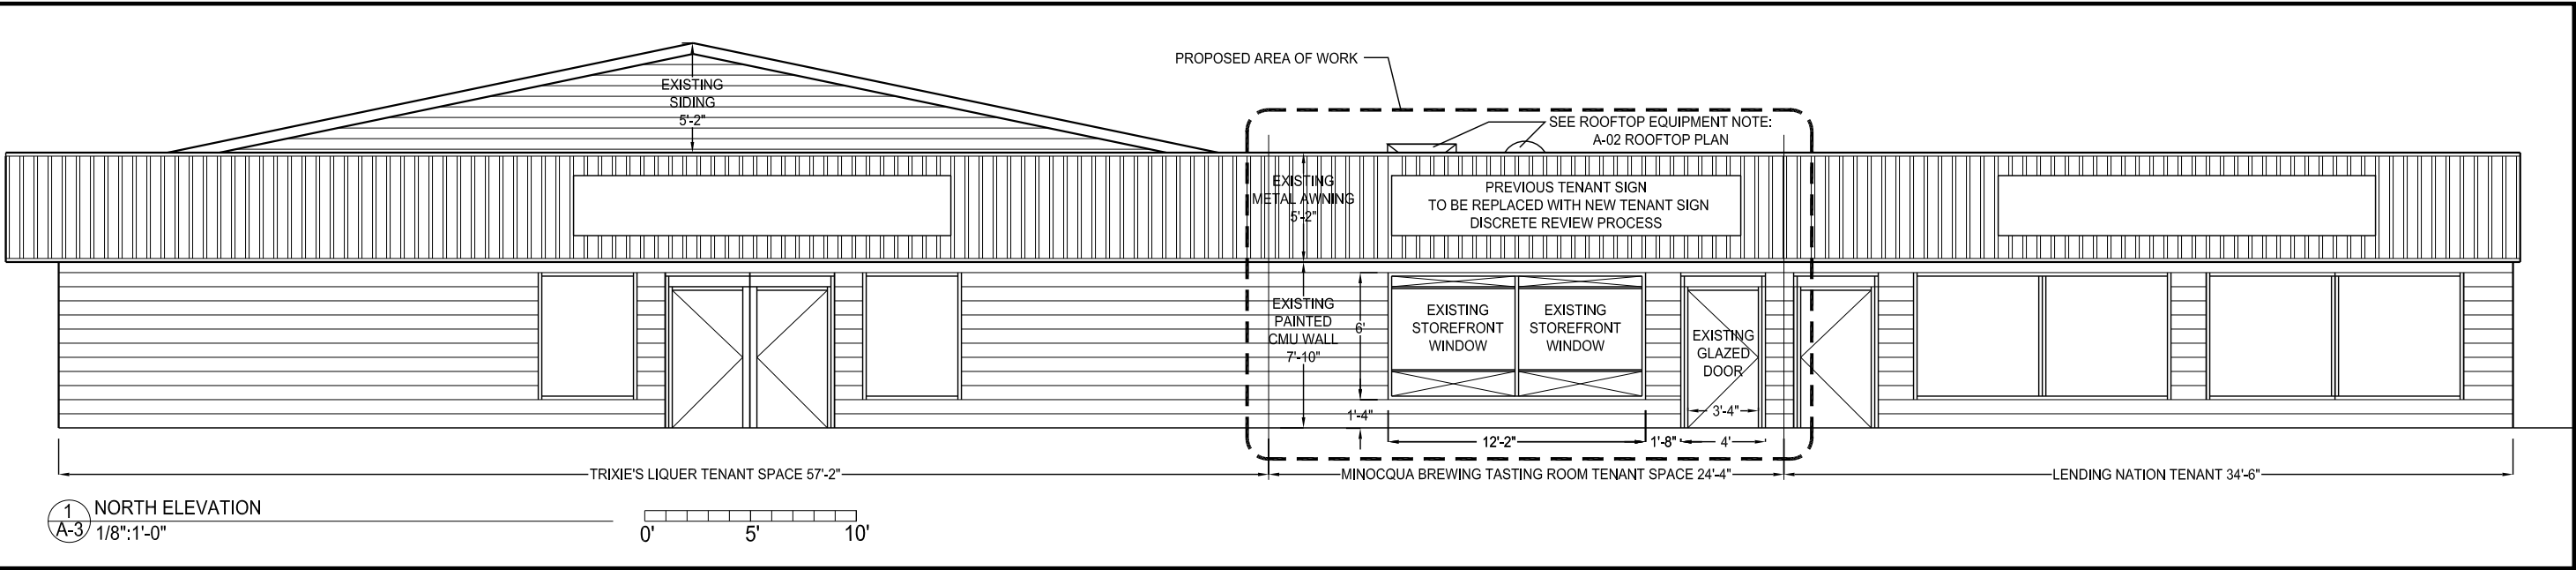 PROPOSED AREA OF WORK
EXISTING
SIDING
5'-2"
SEE ROOFTOP EQUIPMENT NOTE:
A-02 ROOFTOP PLAN
EXISTING
METAL AWNING
5'-2"
PREVIOUS TENANT SIGN
TO BE REPLACED WITH NEW TENANT SIGN
DISCRETE REVIEW PROCESS
EXISTING
PAINTED
CMU WALL
7'-10"
6'
EXISTING
STOREFRONT
WINDOW
EXISTING
STOREFRONT
WINDOW
EXISTING
GLAZED
DOOR
1'-4"
3'-4"
12'-2"
1'-8"
4'
TRIXIE'S LIQUER TENANT SPACE 57'-2"
MINOCQUA BREWING TASTING ROOM TENANT SPACE 24'-4"
LENDING NATION TENANT 34'-6"
1
A-3
NORTH ELEVATION
1/8":1'-0"
0' 5' 10'